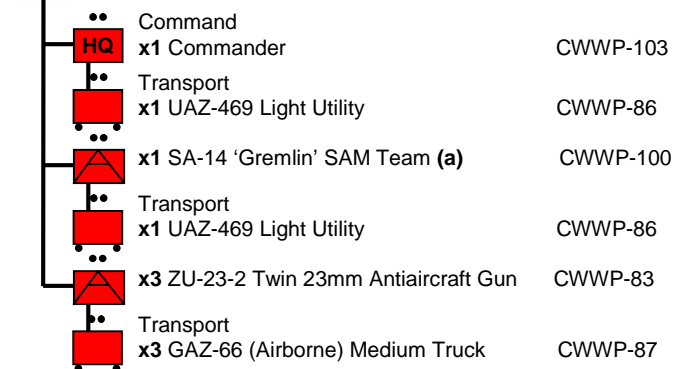 Command
HQ x1 Commander CWWP-103
Transport
x1 UAZ-469 Light Utility CWWP-86
x1 SA-14 ‘Gremlin’ SAM Team (a) CWWP-100
Transport
x1 UAZ-469 Light Utility CWWP-86
x3 ZU-23-2 Twin 23mm Antiaircraft Gun CWWP-83
Transport
x3 GAZ-66 (Airborne) Medium Truck CWWP-87